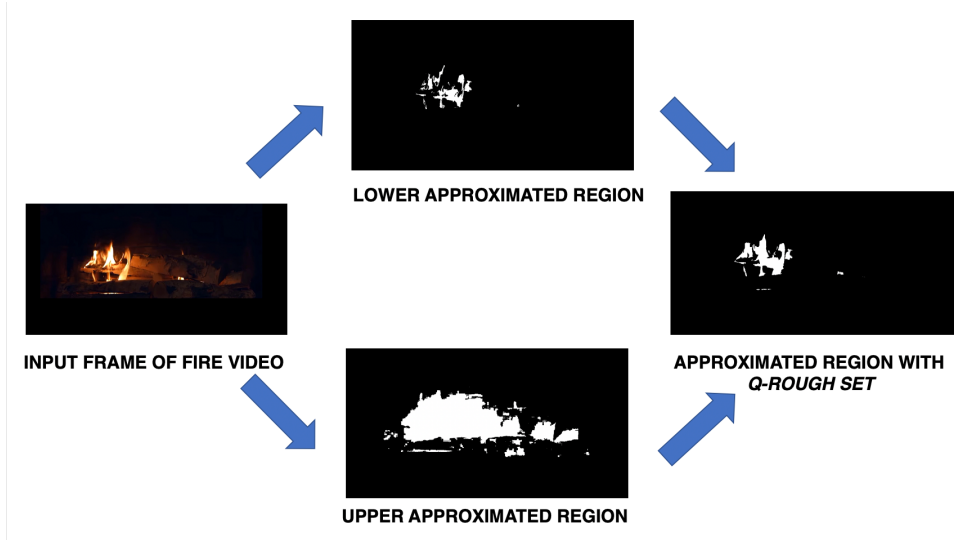 LOWER APPROXIMATED REGION
INPUT FRAME OF FIRE VIDEO
APPROXIMATED REGION WITH
Q-ROUGH SET
UPPER APPROXIMATED REGION